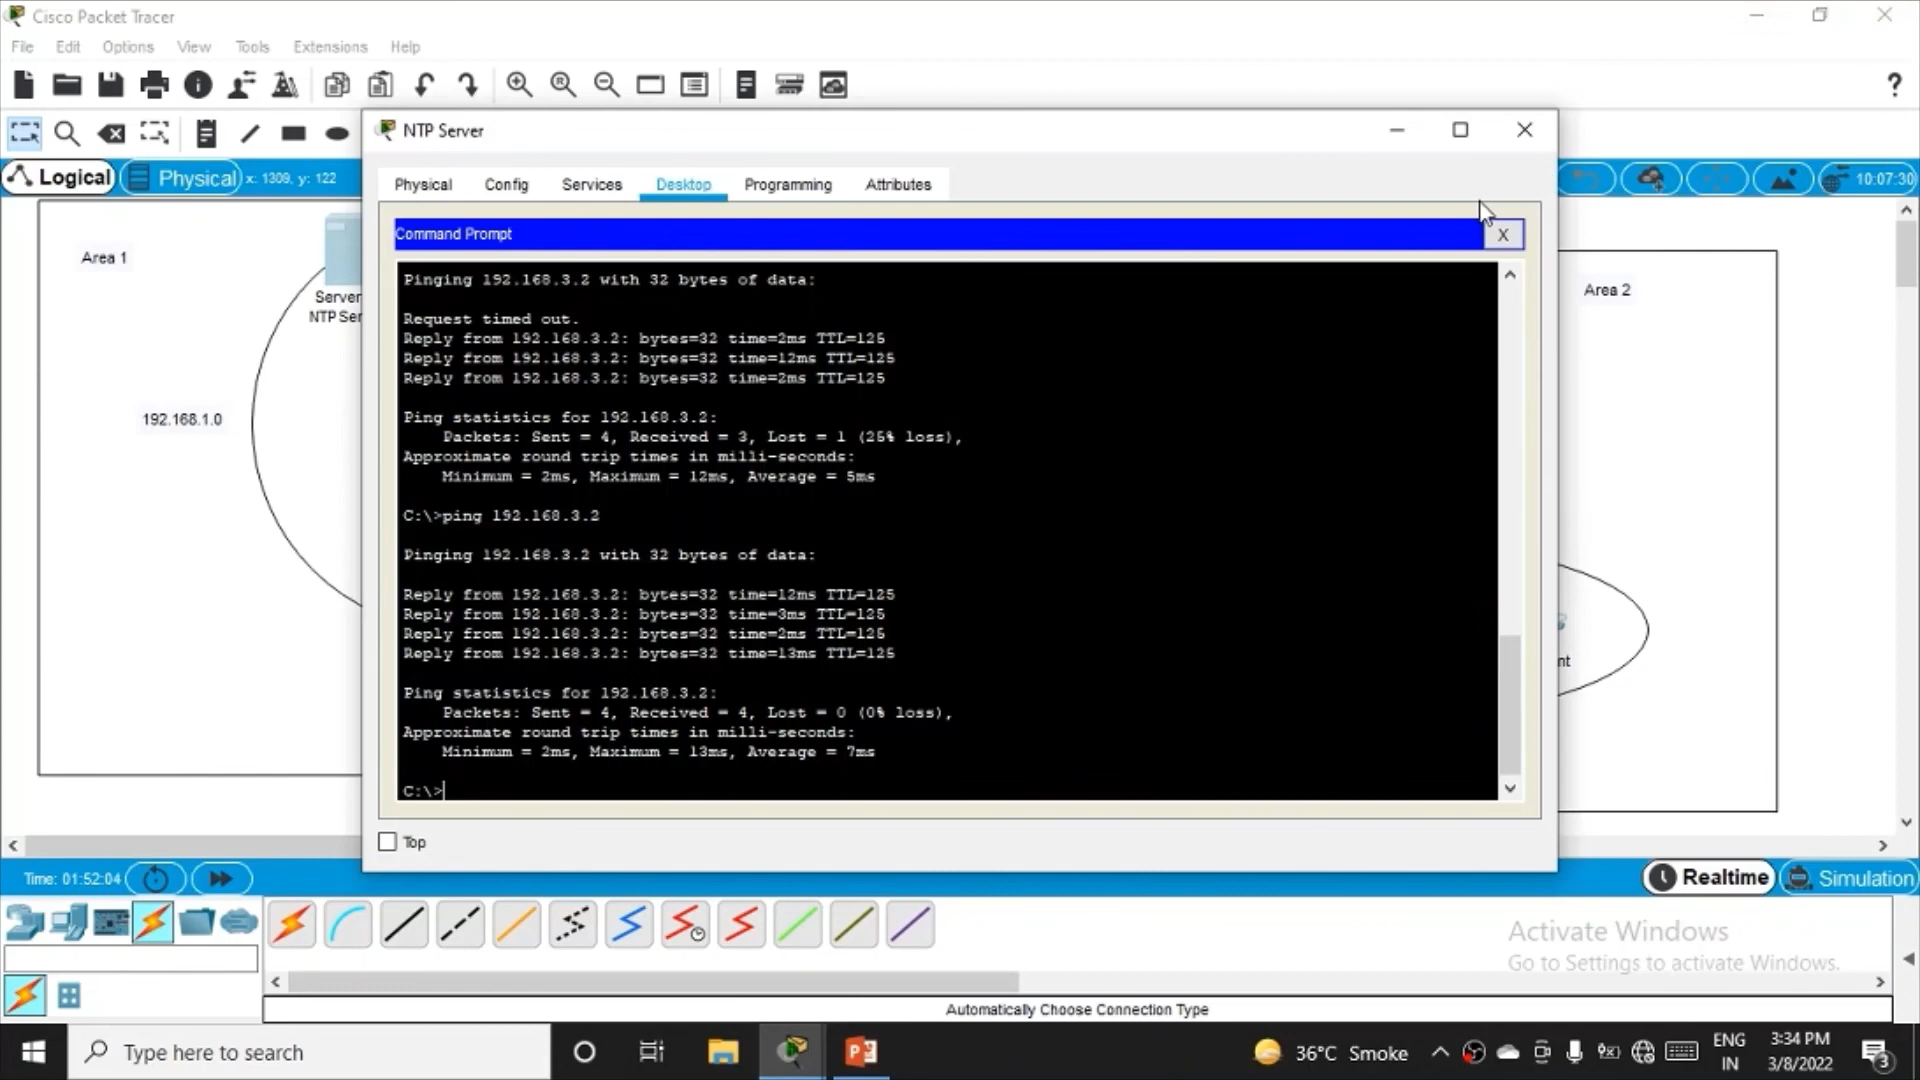 Cisco Packet Tracer
File Edit Options View Tools Extensions Help
?
NTP Server
Logical Physical x: 1309, y: 122
10:07:30
Physical Config Services Desktop Programming Attributes
Command Prompt
X
Area 1
Server
NTP Ser
192.168.1.0
Area 2
nt
Pinging 192.168.3.2 with 32 bytes of data:
Request timed out.
Reply from 192.168.3.2: bytes=32 time=2ms TTL=125
Reply from 192.168.3.2: bytes=32 time=12ms TTL=125
Reply from 192.168.3.2: bytes=32 time=2ms TTL=125
Ping statistics for 192.168.3.2:
Packets: Sent = 4, Received = 3, Lost = 1 (25% loss),
Approximate round trip times in milli-seconds:
Minimum = 2ms, Maximum = 12ms, Average = 5ms
C:\>ping 192.168.3.2
Pinging 192.168.3.2 with 32 bytes of data:
Reply from 192.168.3.2: bytes=32 time=12ms TTL=125
Reply from 192.168.3.2: bytes=32 time=3ms TTL=125
Reply from 192.168.3.2: bytes=32 time=2ms TTL=125
Reply from 192.168.3.2: bytes=32 time=13ms TTL=125
Ping statistics for 192.168.3.2:
Packets: Sent = 4, Received = 4, Lost = 0 (0% loss),
Approximate round trip times in milli-seconds:
Minimum = 2ms, Maximum = 13ms, Average = 7ms
C:\>
Top
Time: 01:52:04
Realtime Simulation
Activate Windows
Go to Settings to activate Windows.
Automatically Choose Connection Type
Type here to search
36°C Smoke
ENG
IN
3:34 PM
3/8/2022
3